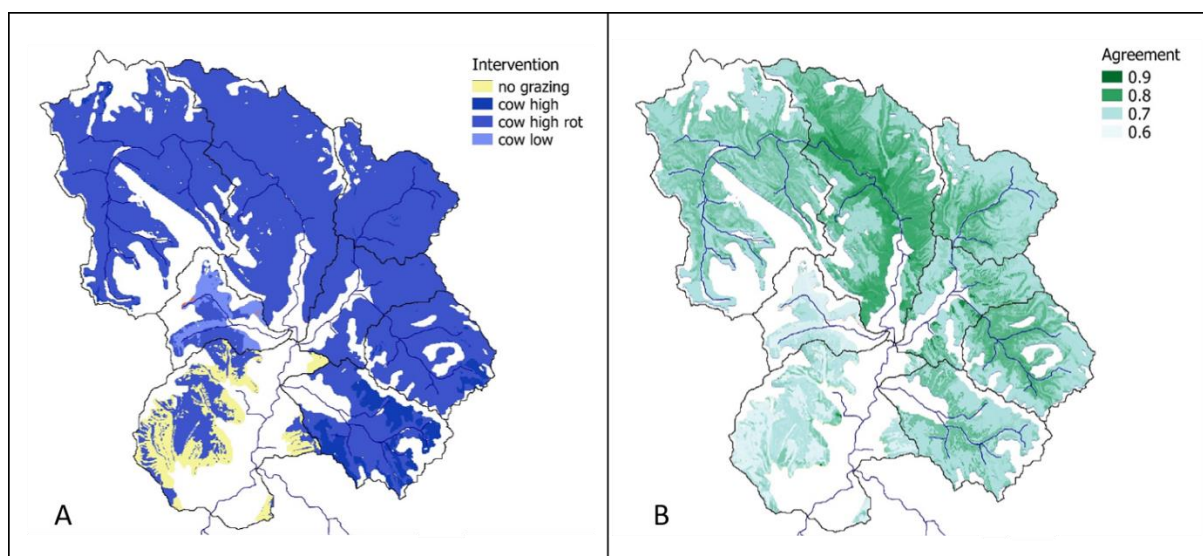 Intervention
no grazing
cow high
cow high rot
cow low
A
Agreement
0.9
0.8
0.7
0.6
B